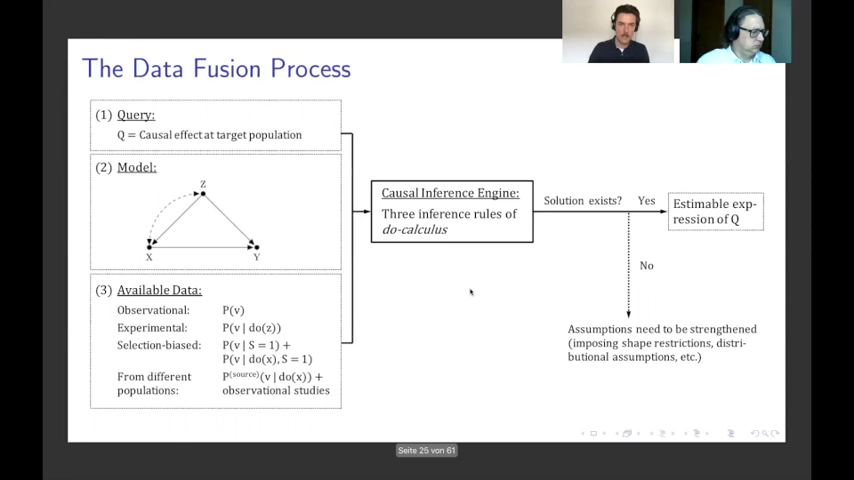 The Data Fusion Process
(1) Query:
Q = Causal effect at target population
(2) Model:
Z
X
Y
(3) Available Data:
Observational: P(v)
Experimental: P(v | do(z))
Selection-biased: P(v | S = 1) +
P(v | do(x), S = 1)
From different P(source)(v | do(x)) +
populations: observational studies
Causal Inference Engine:
Three inference rules of
do-calculus
Solution exists? Yes
No
Estimable exp-
ression of Q
Assumptions need to be strengthened
(imposing shape restrictions, distri-
butional assumptions, etc.)
Seite 25 von 61